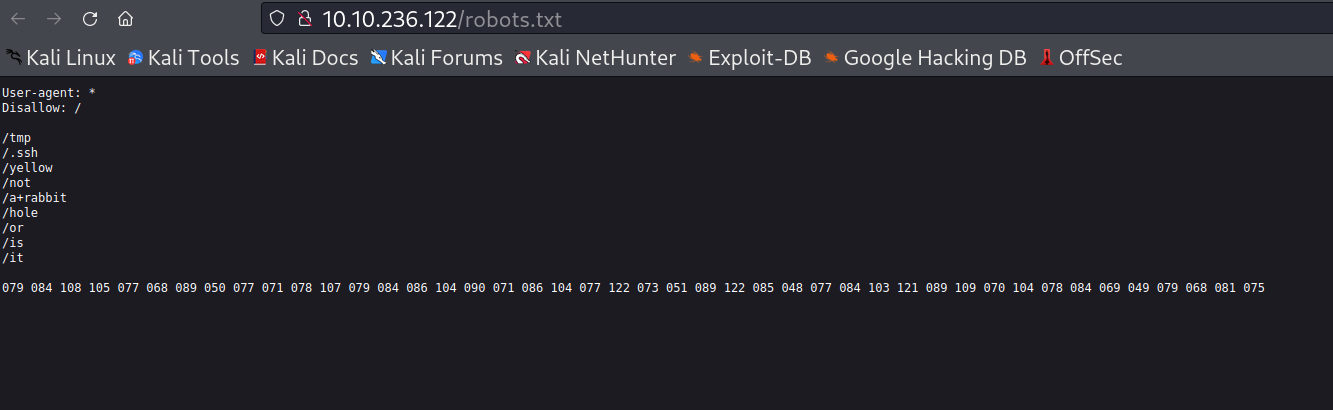 10.10.236.122/robots.txt
Kali Linux Kali Tools Kali Docs Kali Forums Kali NetHunter Exploit-DB Google Hacking DB OffSec
User-agent: *
Disallow: /
/tmp
/.ssh
/yellow
/not
/a+rabbit
/hole
/or
/is
/it
079 084 108 105 077 068 089 050 077 071 078 107 079 084 086 104 090 071 086 104 077 122 073 051 089 122 085 048 077 084 103 121 089 109 070 104 078 084 069 049 079 068 081 075